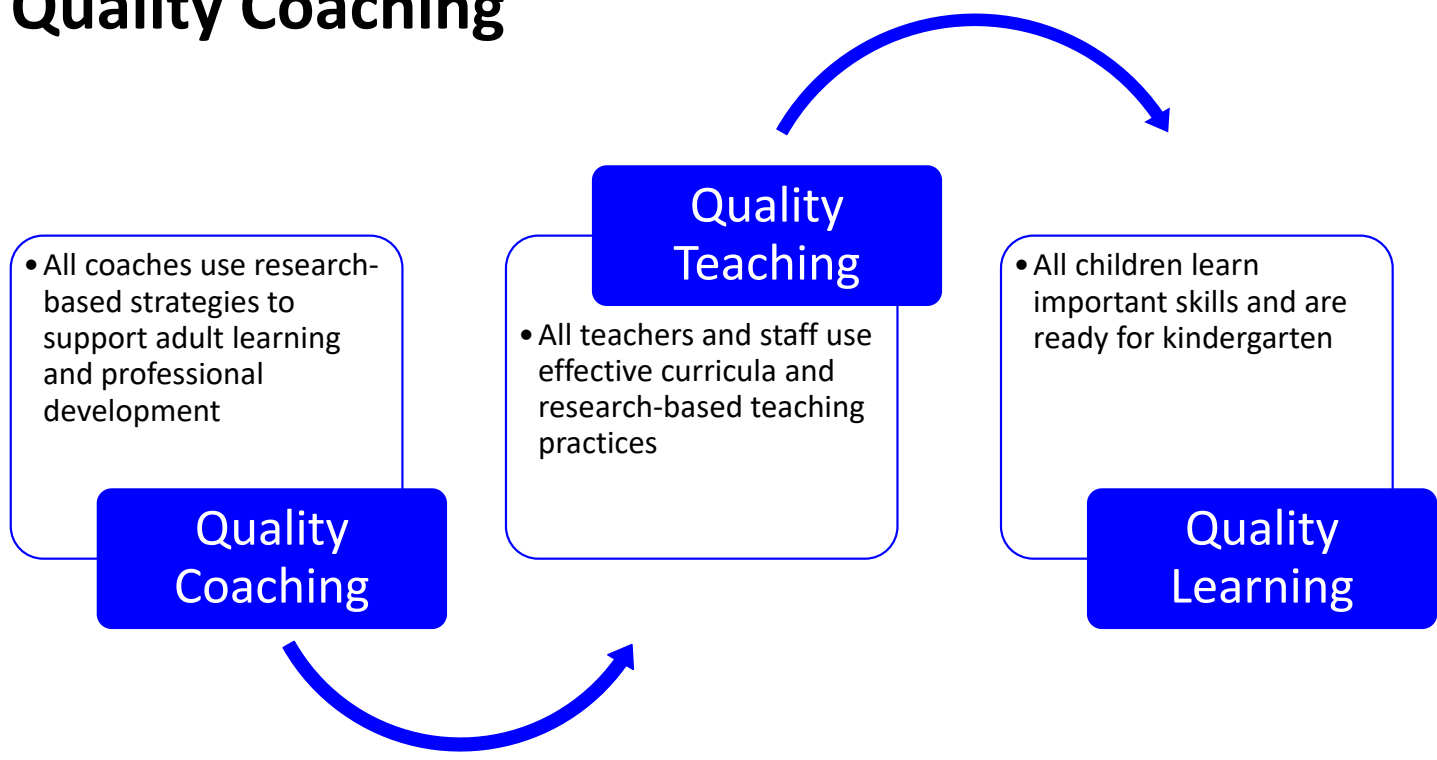 Quality Coaching
• All coaches use research-
based strategies to
support adult learning
and professional
development
Quality
Coaching
Quality
Teaching
• All teachers and staff use
effective curricula and
research-based teaching
practices
• All children learn
important skills and are
ready for kindergarten
Quality
Learning